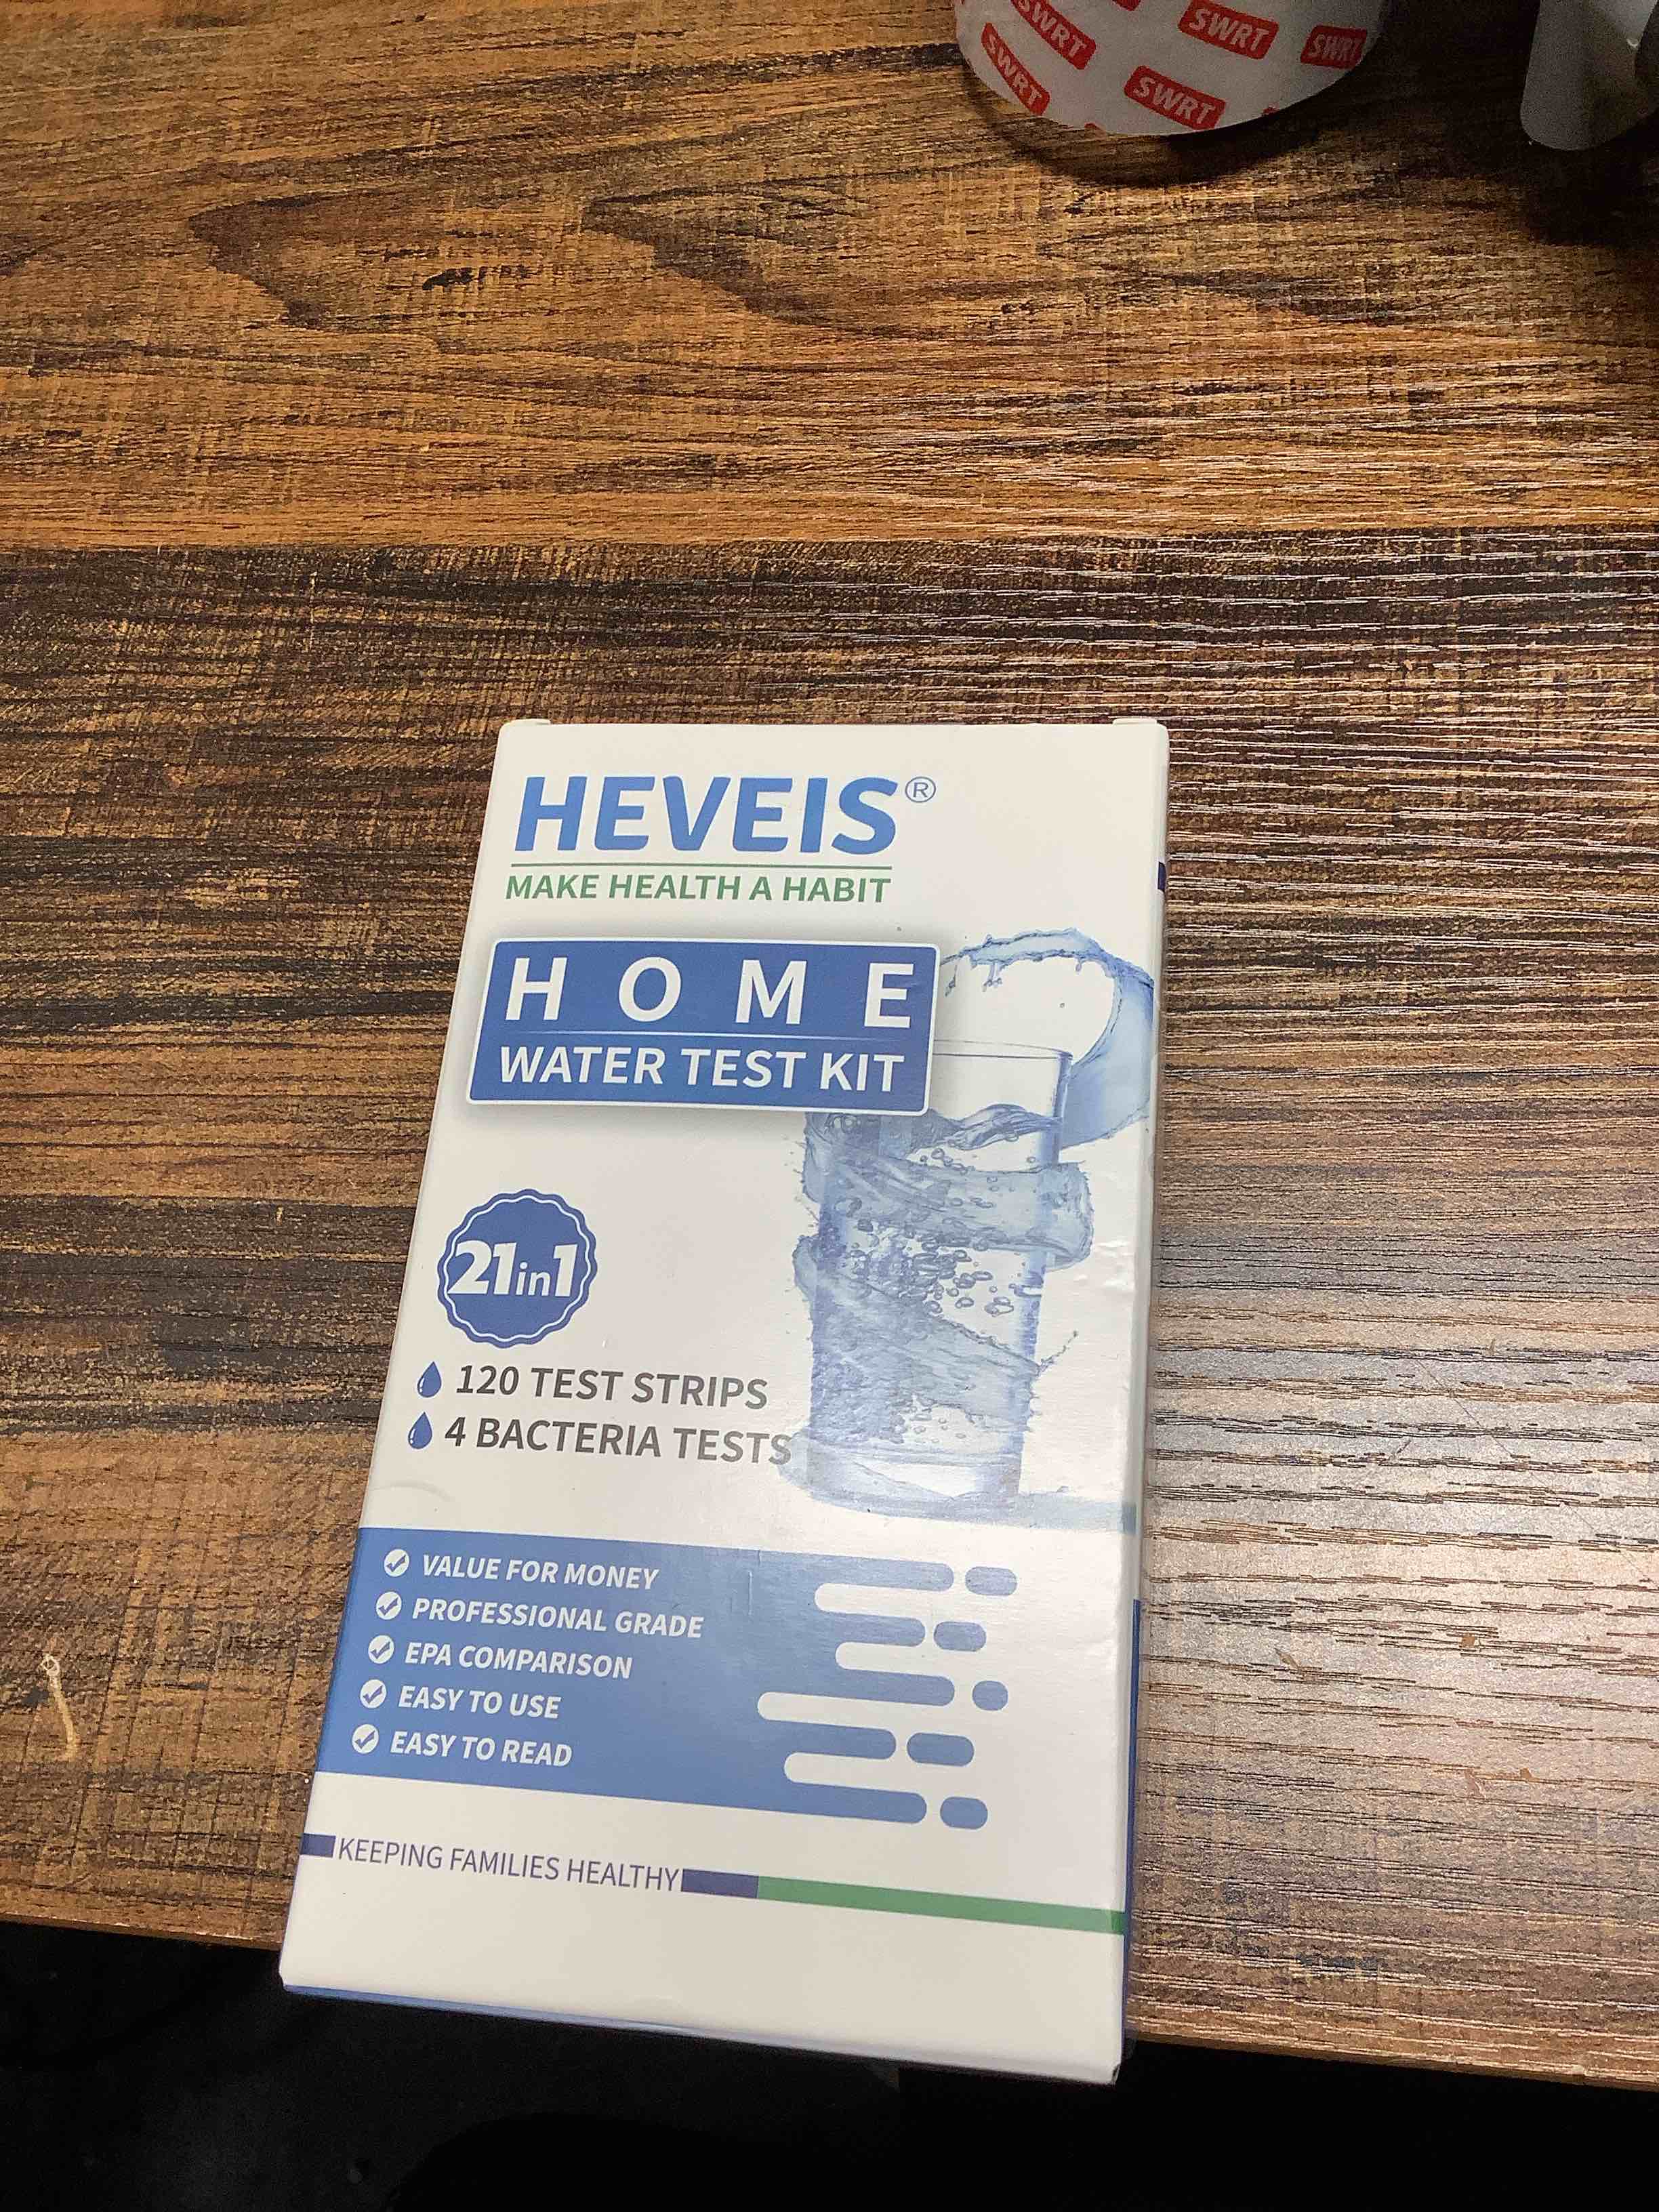 SWRT
SWRT
SWRT
SWRT
SWRT
HEVEIS®
MAKE HEALTH A HABIT
HOME
WATER TEST KIT
21in1
120 TEST STRIPS
4 BACTERIA TESTS
VALUE FOR MONEY
PROFESSIONAL GRADE
EPA COMPARISON
EASY TO USE
EASY TO READ
KEEPING FAMILIES HEALTHY